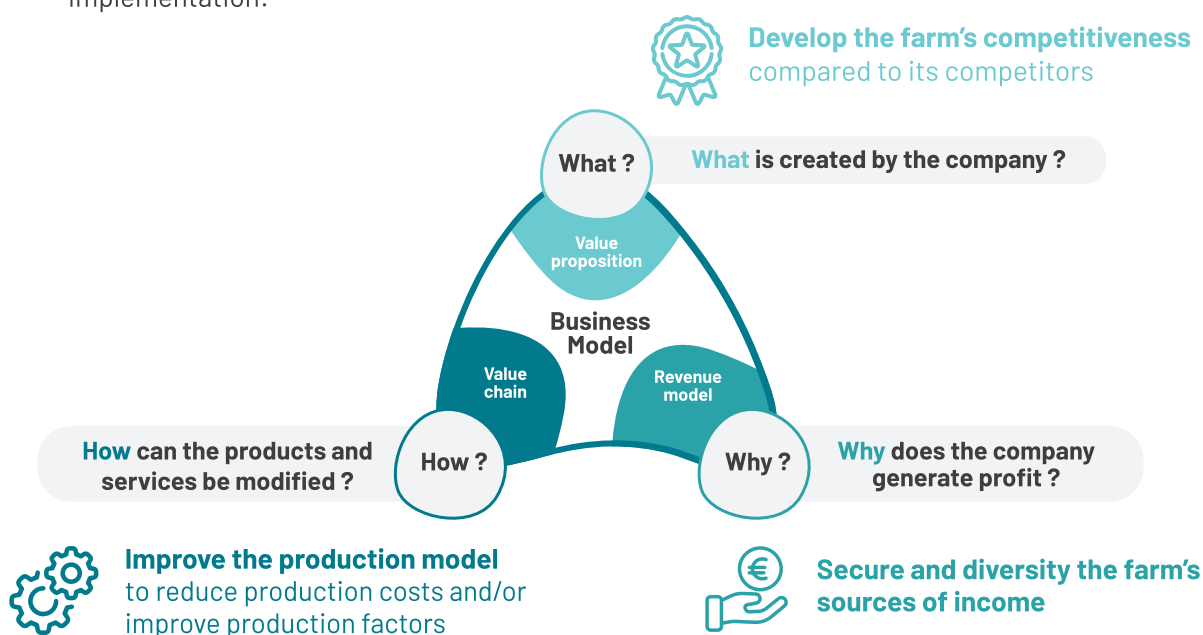 implementation.
Develop the farm's competitiveness
compared to its competitors
What ?
What is created by the company ?
Value
proposition
Business
Model
Value
chain
Revenue
model
How can the products and
services be modified ?
How ?
Why ?
Why does the company
generate profit ?
Improve the production model
to reduce production costs and/or
improve production factors
€
Secure and diversity the farm's
sources of income